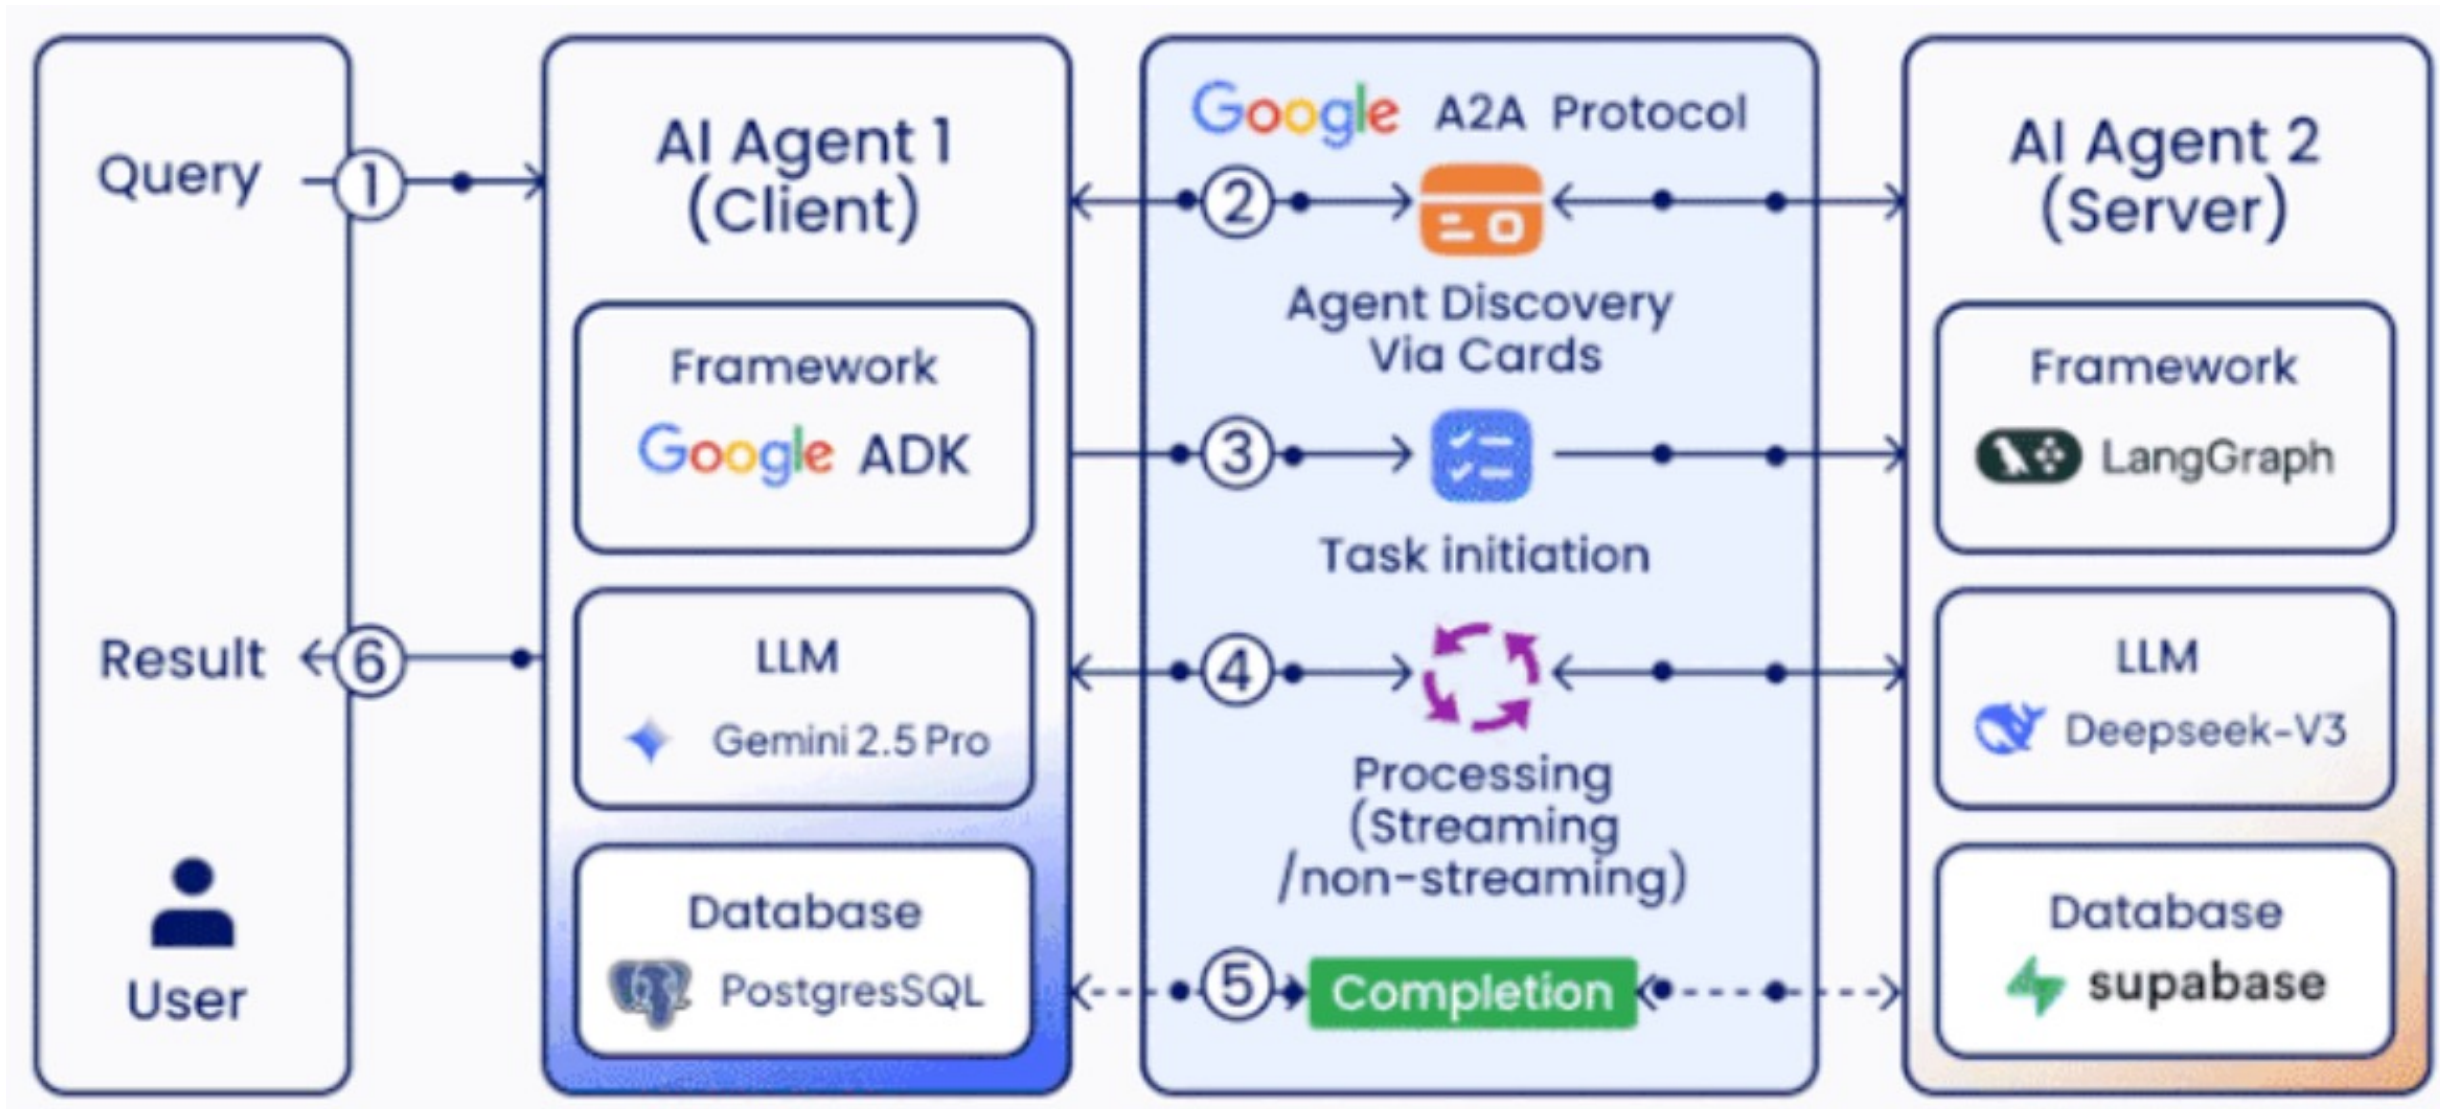 Query
1
Result
6
User
AI Agent 1
(Client)
Framework
Google ADK
LLM
Gemini 2.5 Pro
Database
PostgresSQL
Google A2A Protocol
2
Agent Discovery
Via Cards
3
Task initiation
4
Processing
(Streaming
/non-streaming)
5
Completion
AI Agent 2
(Server)
Framework
LangGraph
LLM
Deepseek-V3
Database
supabase